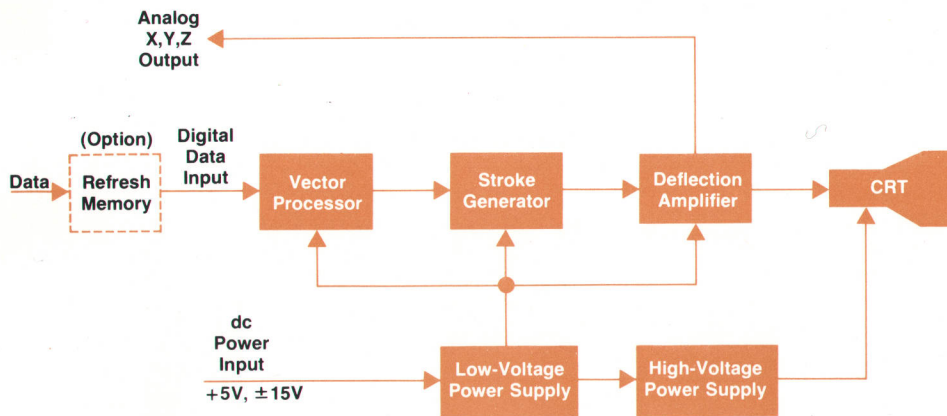 Analog
X,Y,Z
Output
(Option)
Digital
Data
Input
Data
Refresh
Memory
Vector
Processor
Stroke
Generator
Deflection
Amplifier
CRT
dc
Power
Input
+5V, ±15V
Low-Voltage
Power Supply
High-Voltage
Power Supply